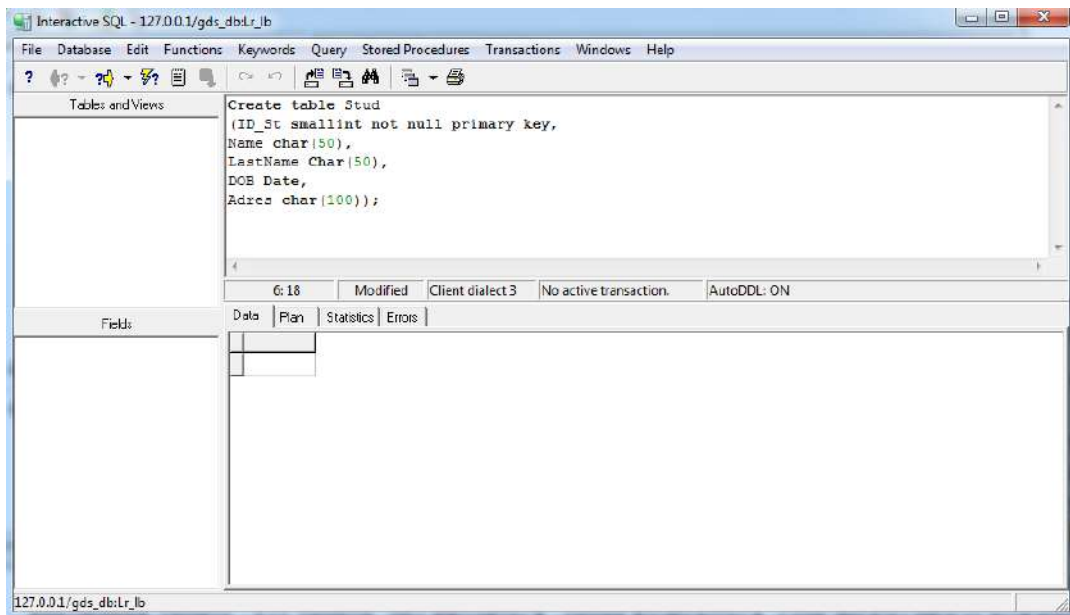 Interactive SQL - 127.0.0.1/gds_db:Lr_lb
File Database Edit Functions Keywords Query Stored Procedures Transactions Windows Help
Tables and Views
Create table Stud
(ID_St smallint not null primary key,
Name char(50),
LastName Char(50),
DOB Date,
Adres char(100));
6: 18 Modified Client dialect 3 No active transaction. AutoDDL: ON
Fields
Data Plan Statistics Errors
127.0.0.1/gds_db:Lr_lb